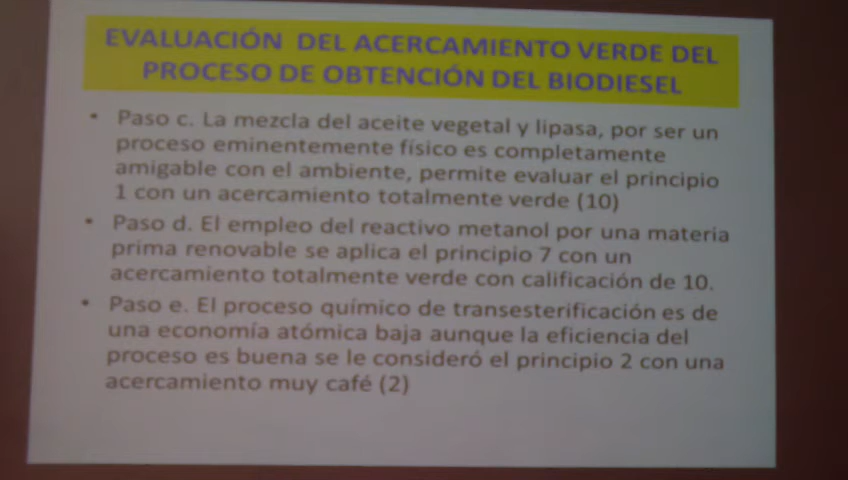 EVALUACIÓN DEL ACERCAMIENTO VERDE DEL
PROCESO DE OBTENCIÓN DEL BIODIESEL
• Paso c. La mezcla del aceite vegetal y lipasa, por ser un
proceso eminentemente físico es completamente
amigable con el ambiente, permite evaluar el principio
1 con un acercamiento totalmente verde (10)
• Paso d. El empleo del reactivo metanol por una materia
prima renovable se aplica el principio 7 con un
acercamiento totalmente verde con calificación de 10.
• Paso e. El proceso químico de transesterificación es de
una economía atómica baja aunque la eficiencia del
proceso es buena se le consideró el principio 2 con una
acercamiento muy café (2)